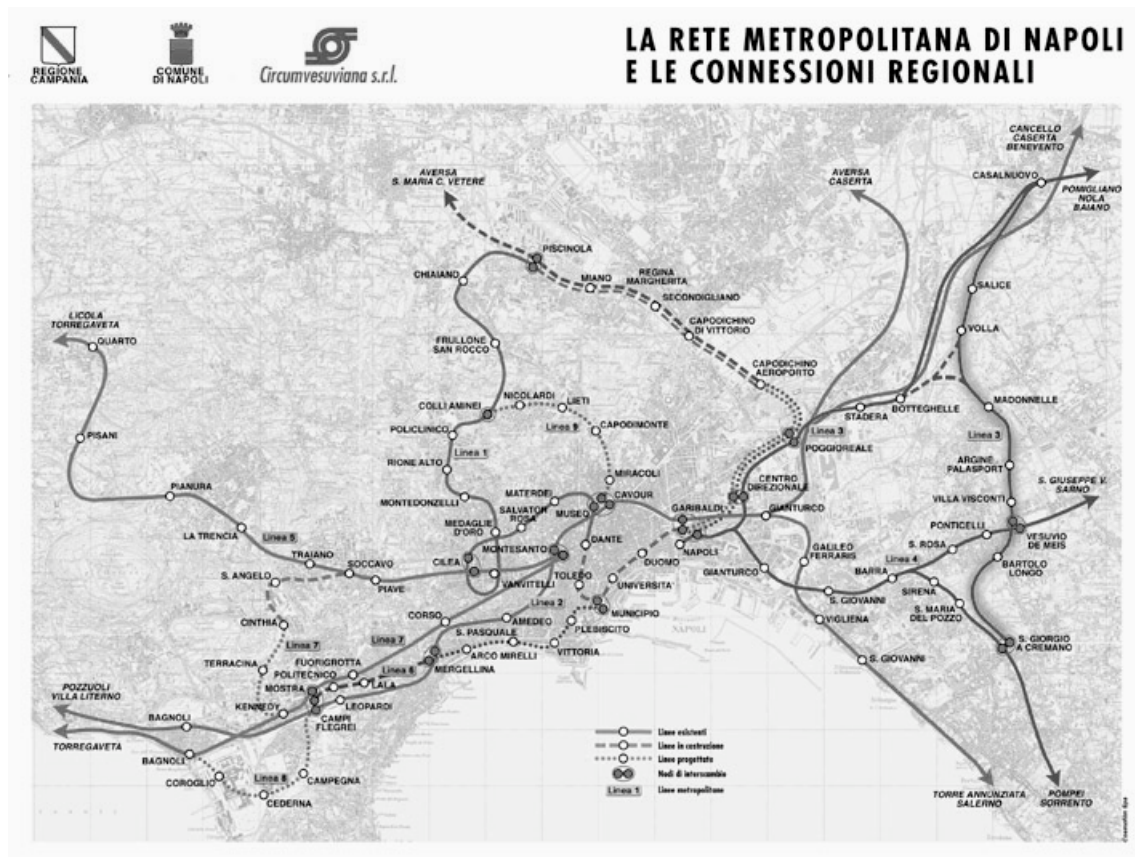 LA RETE METROPOLITANA DI NAPOLI
E LE CONNESSIONI REGIONALI
REGIONE
CAMPANIA
COMUNE
DI NAPOLI
Circumvesuviana s.r.l.
CANCELLO
CASERTA
BENEVENTO
CASALNUOVO
POMIGLIANO
NOLA
BAIANO
AVERSA
S. MARIA C. VETERE
AVERSA
CASERTA
PISCINOLA
CHIAIANO
MIANO
REGINA
MARGHERITA
SECONDIGLIANO
SALICE
LICOLA
TORREGAVETA
QUARTO
CAPODICHINO
DI VITTORIO
VOLLA
FRULLONE
SAN ROCCO
CAPODICHINO
AEROPORTO
NICOLARDI
LIETI
COLLI AMINEI
STADERA
BOTTEGHELLE
MADONNELLE
Linea 9
CAPODIMONTE
POLICLINICO
Linea 3
POGGIOREALE
Linea 3
PISANI
Linea 1
RIONE ALTO
MIRACOLI
ARGINE
PALASPORT
CENTRO
DIREZIONALE
S. GIUSEPPE V.
SARNO
PIANURA
MONTEDONZELLI
MATERDEI
CAVOUR
SALVATOR
ROSA
MUSEO
GARIBALDI
GIANTURCO
VILLA VISCONTI
MEDAGLIE
D'ORO
PONTICELLI
LA TRENCIA
Linea 5
DANTE
VESUVIO
DE MEIS
MONTESANTO
NAPOLI
DUOMO
GALILEO
FERRARIS
S. ROSA
TRAIANO
SOCCAVO
CILEA
Linea 4
BARRA
BARTOLO
LONGO
S. ANGELO
PIAVE
VANVITELLI
TOLEDO
UNIVERSITA'
GIANTURCO
S. GIOVANNI
SIRENA
Linea 2
CORSO
AMEDEO
MUNICIPIO
S. MARIA
DEL POZZO
CINTHIA
VIGLIENA
PLEBISCITO
NAPOLI
Linea 7
Linea 7
S. PASQUALE
ARCO MIRELLI
VITTORIA
S. GIORGIO
A CREMANO
TERRACINA
FUORIGROTTA
POLITECNICO
Linea 6
MERGELLINA
S. GIOVANNI
MOSTRA
LALA
POZZUOLI
VILLA LITERNO
KENNEDY
LEOPARDI
BAGNOLI
CAMPI
FLEGREI
TORREGAVETA
BAGNOLI
COROGLIO
Linea 8
CAMPEGNA
CEDERNA
Linee esistenti
Linee in costruzione
Linee progettate
Nodi di interscambio
Linea 1
Linee metropolitane
TORRE ANNUNZIATA
SALERNO
POMPEI
SORRENTO